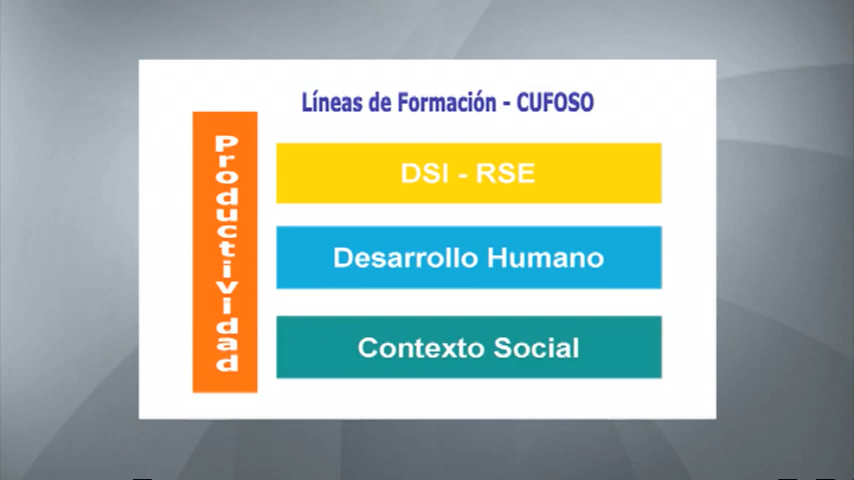 Líneas de Formación - CUFOSO
Productividad
DSI - RSE
Desarrollo Humano
Contexto Social